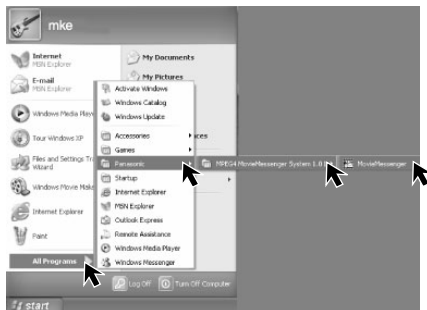 mke
Internet
MSN Explorer
E-mail
MSN Explorer
Windows Media Playe
Tour Windows XP
Files and Settings Tra
Wizard
Windows Movie Make
Internet Explorer
Paint
All Programs
My Documents
My Pictures
Activate Windows
Windows Catalog
Windows Update
Accessories
Games
Panasonic
Startup
Internet Explorer
MSN Explorer
Outlook Express
Remote Assistance
Windows Media Player
Windows Messenger
MPEG4 MovieMessenger System 1.0
MovieMessenger
Log Off
Turn Off Computer
start